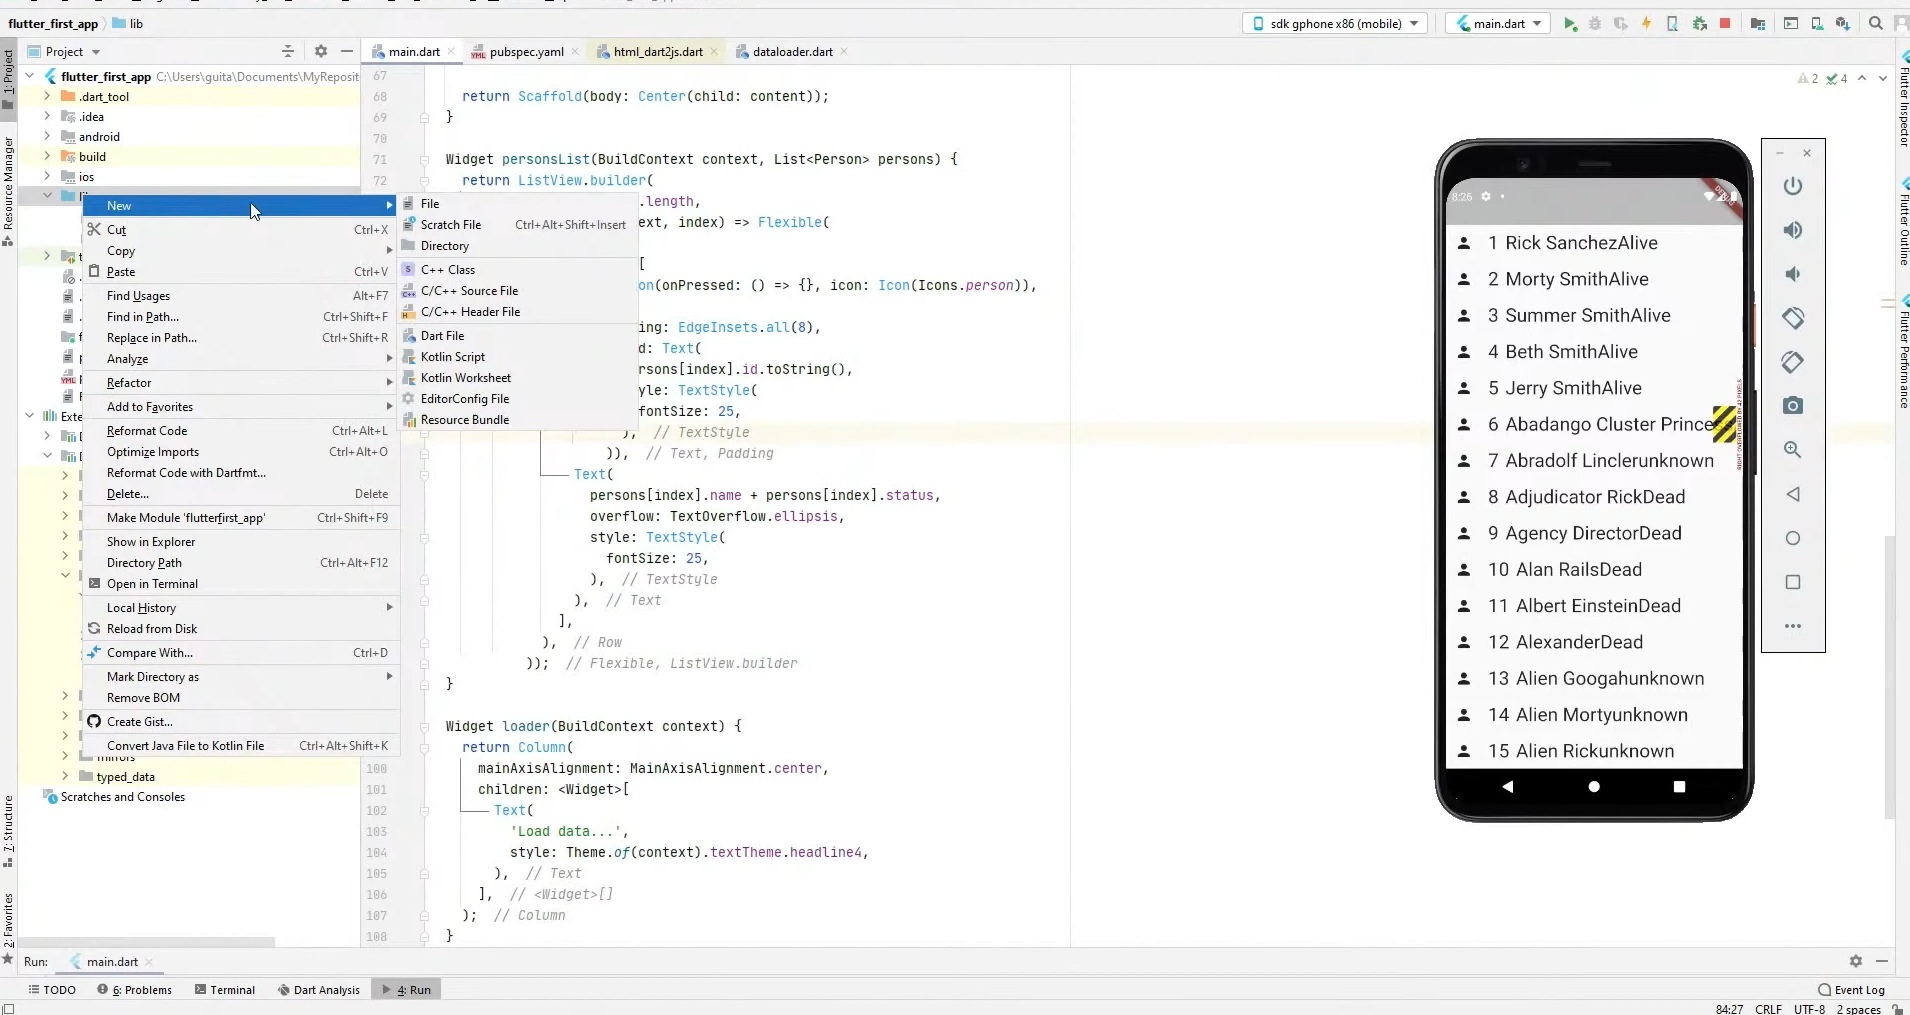 flutter_first_app lib
sdk gphone x86 (mobile)
main.dart
Project
main.dart
pubspec.yaml
html_dart2js.dart
dataloader.dart
1: Project
Resource Manager
7: Structure
2: Favorites
Flutter Inspector
Flutter Outline
Flutter Performance
flutter_first_app C:\Users\guita\Documents\MyReposit
.dart_tool
.idea
android
build
ios
New
Cut Ctrl+X
Copy
Paste Ctrl+V
Find Usages Alt+F7
Find in Path... Ctrl+Shift+F
Replace in Path... Ctrl+Shift+R
Analyze
Refactor
Add to Favorites
Reformat Code Ctrl+Alt+L
Optimize Imports Ctrl+Alt+O
Reformat Code with Dartfmt...
Delete... Delete
Make Module 'flutterfirst_app' Ctrl+Shift+F9
Show in Explorer
Directory Path Ctrl+Alt+F12
Open in Terminal
Local History
Reload from Disk
Compare With... Ctrl+D
Mark Directory as
Remove BOM
Create Gist...
Convert Java File to Kotlin File Ctrl+Alt+Shift+K
mirrors
typed_data
Scratches and Consoles
File
Scratch File Ctrl+Alt+Shift+Insert
Directory
C++ Class
C/C++ Source File
C/C++ Header File
Dart File
Kotlin Script
Kotlin Worksheet
EditorConfig File
Resource Bundle
2 4
67
68 return Scaffold(body: Center(child: content));
69 }
70
71 Widget personsList(BuildContext context, List<Person> persons) {
72 return ListView.builder(
.length,
ext, index) => Flexible(
[
on(onPressed: () => {}, icon: Icon(Icons.person)),
ing: EdgeInsets.all(8),
d: Text(
rsons[index].id.toString(),
yle: TextStyle(
fontSize: 25,
), // TextStyle
)), // Text, Padding
Text(
persons[index].name + persons[index].status,
overflow: TextOverflow.ellipsis,
style: TextStyle(
fontSize: 25,
), // TextStyle
), // Text
],
), // Row
)); // Flexible, ListView.builder
}
Widget loader(BuildContext context) {
return Column(
100 mainAxisAlignment: MainAxisAlignment.center,
101 children: <Widget>[
102 Text(
103 'Load data...',
104 style: Theme.of(context).textTheme.headline4,
105 ), // Text
106 ], // <Widget>[]
107 ); // Column
108 }
8:26
DEBUG
1 Rick SanchezAlive
2 Morty SmithAlive
3 Summer SmithAlive
4 Beth SmithAlive
5 Jerry SmithAlive
6 Abadango Cluster Princes
7 Abradolf Linclerunknown
8 Adjudicator RickDead
9 Agency DirectorDead
10 Alan RailsDead
11 Albert EinsteinDead
12 AlexanderDead
13 Alien Googahunknown
14 Alien Mortyunknown
15 Alien Rickunknown
Run: main.dart
TODO
6: Problems
Terminal
Dart Analysis
4: Run
Event Log
84:27 CRLF UTF-8 2 spaces